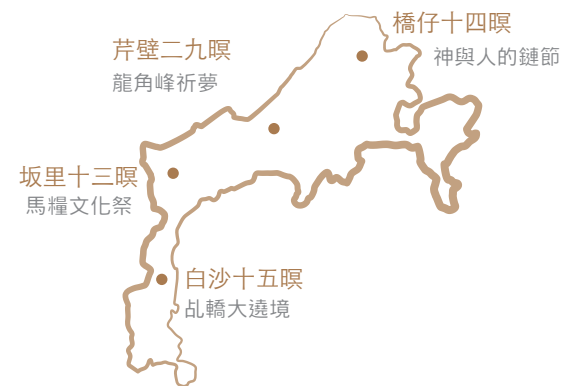 橋仔十四暝
神與人的鏈節
芹壁二九暝
龍角峰祈夢
坂里十三暝
馬糧文化祭
白沙十五暝
乩轎大遶境